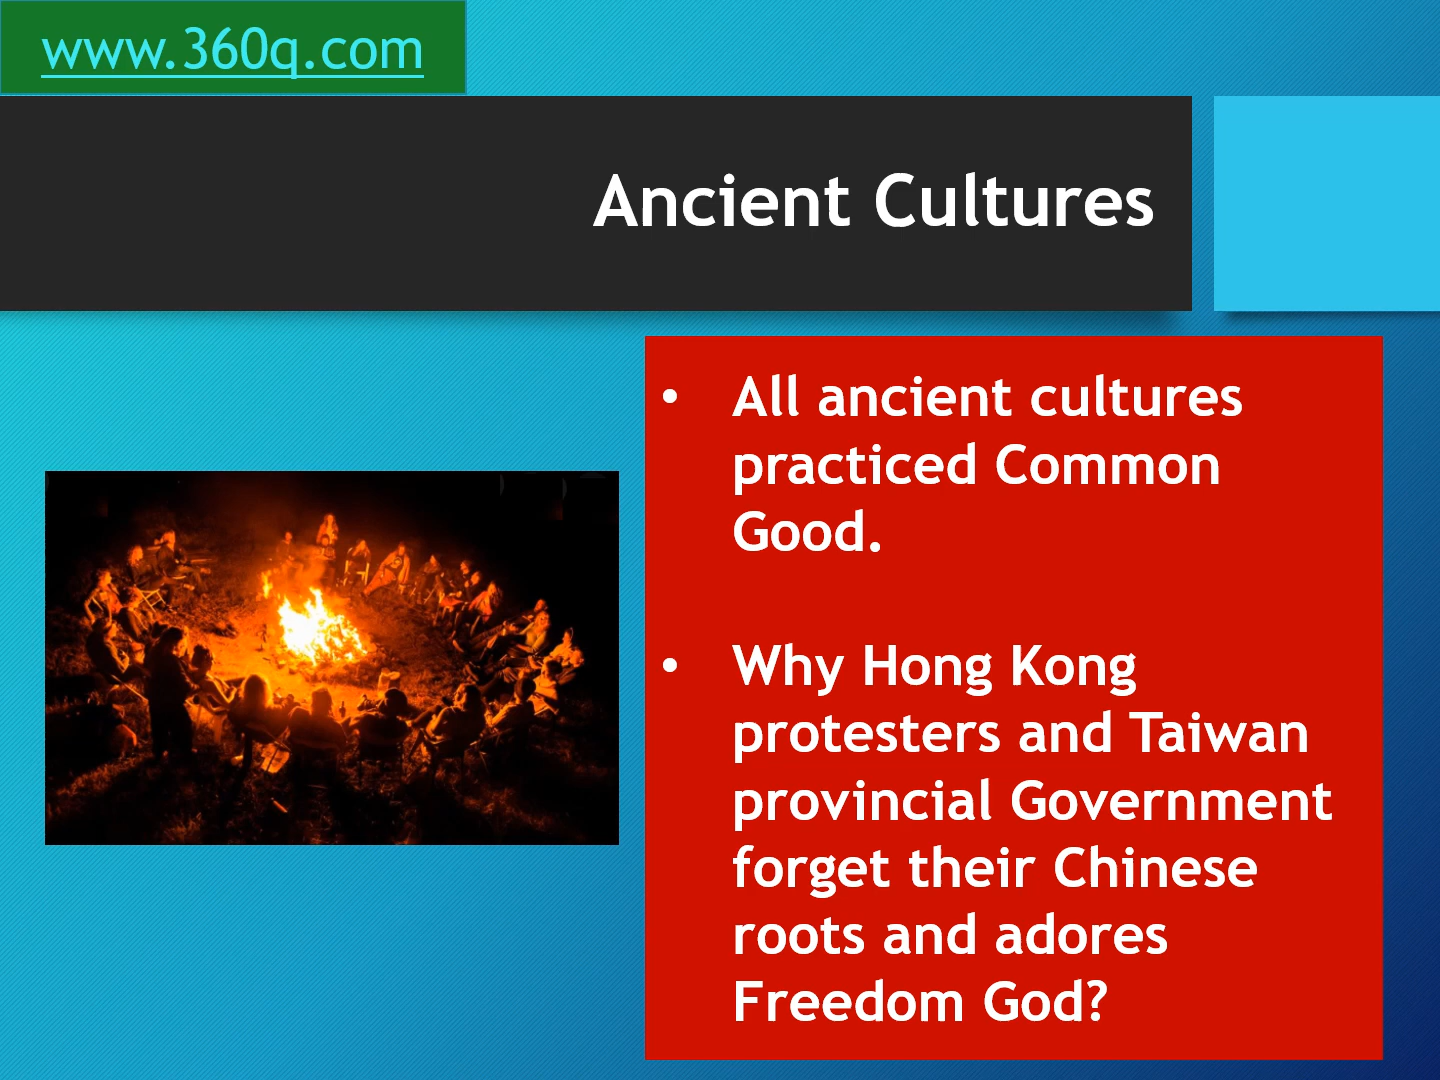 www.360q.com
Ancient Cultures
• All ancient cultures
practiced Common
Good.
• Why Hong Kong
protesters and Taiwan
provincial Government
forget their Chinese
roots and adores
Freedom God?